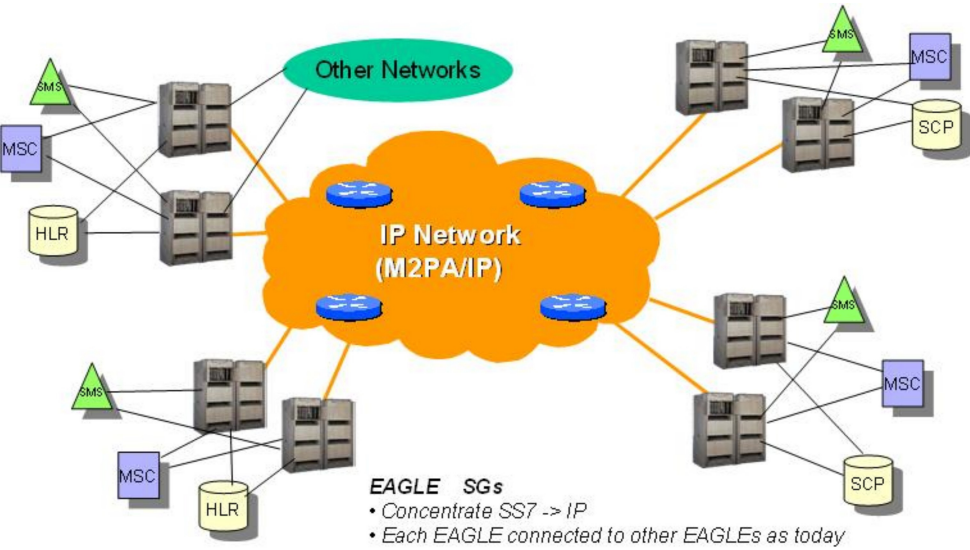 Other Networks
SMS
MSC
HLR
SMS
MSC
SCP
IP Network
(M2PA/IP)
SMS
MSC
HLR
SMS
MSC
SCP
EAGLE SGs
• Concentrate SS7 -> IP
• Each EAGLE connected to other EAGLEs as today